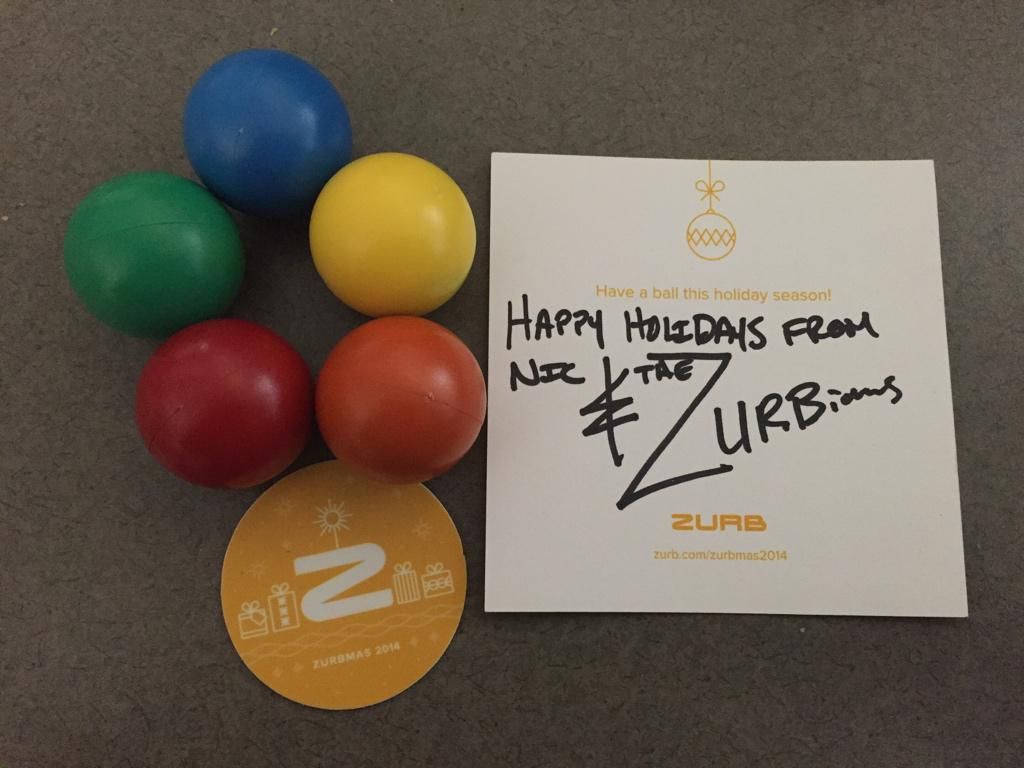 Have a ball this holiday season!
HAPPY HOLIDAYS FROM
NIC & THE ZURBians
ZURB
zurb.com/zurbmas2014
Z
ZURBMAS 2014